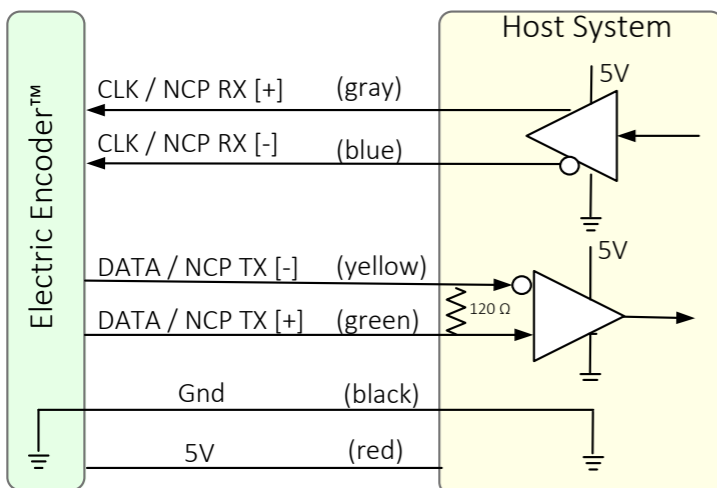 Host System
Electric Encoder™
5V
CLK / NCP RX [+] (gray)
CLK / NCP RX [-] (blue)
5V
DATA / NCP TX [-] (yellow)
120 Ω
DATA / NCP TX [+] (green)
Gnd (black)
5V (red)